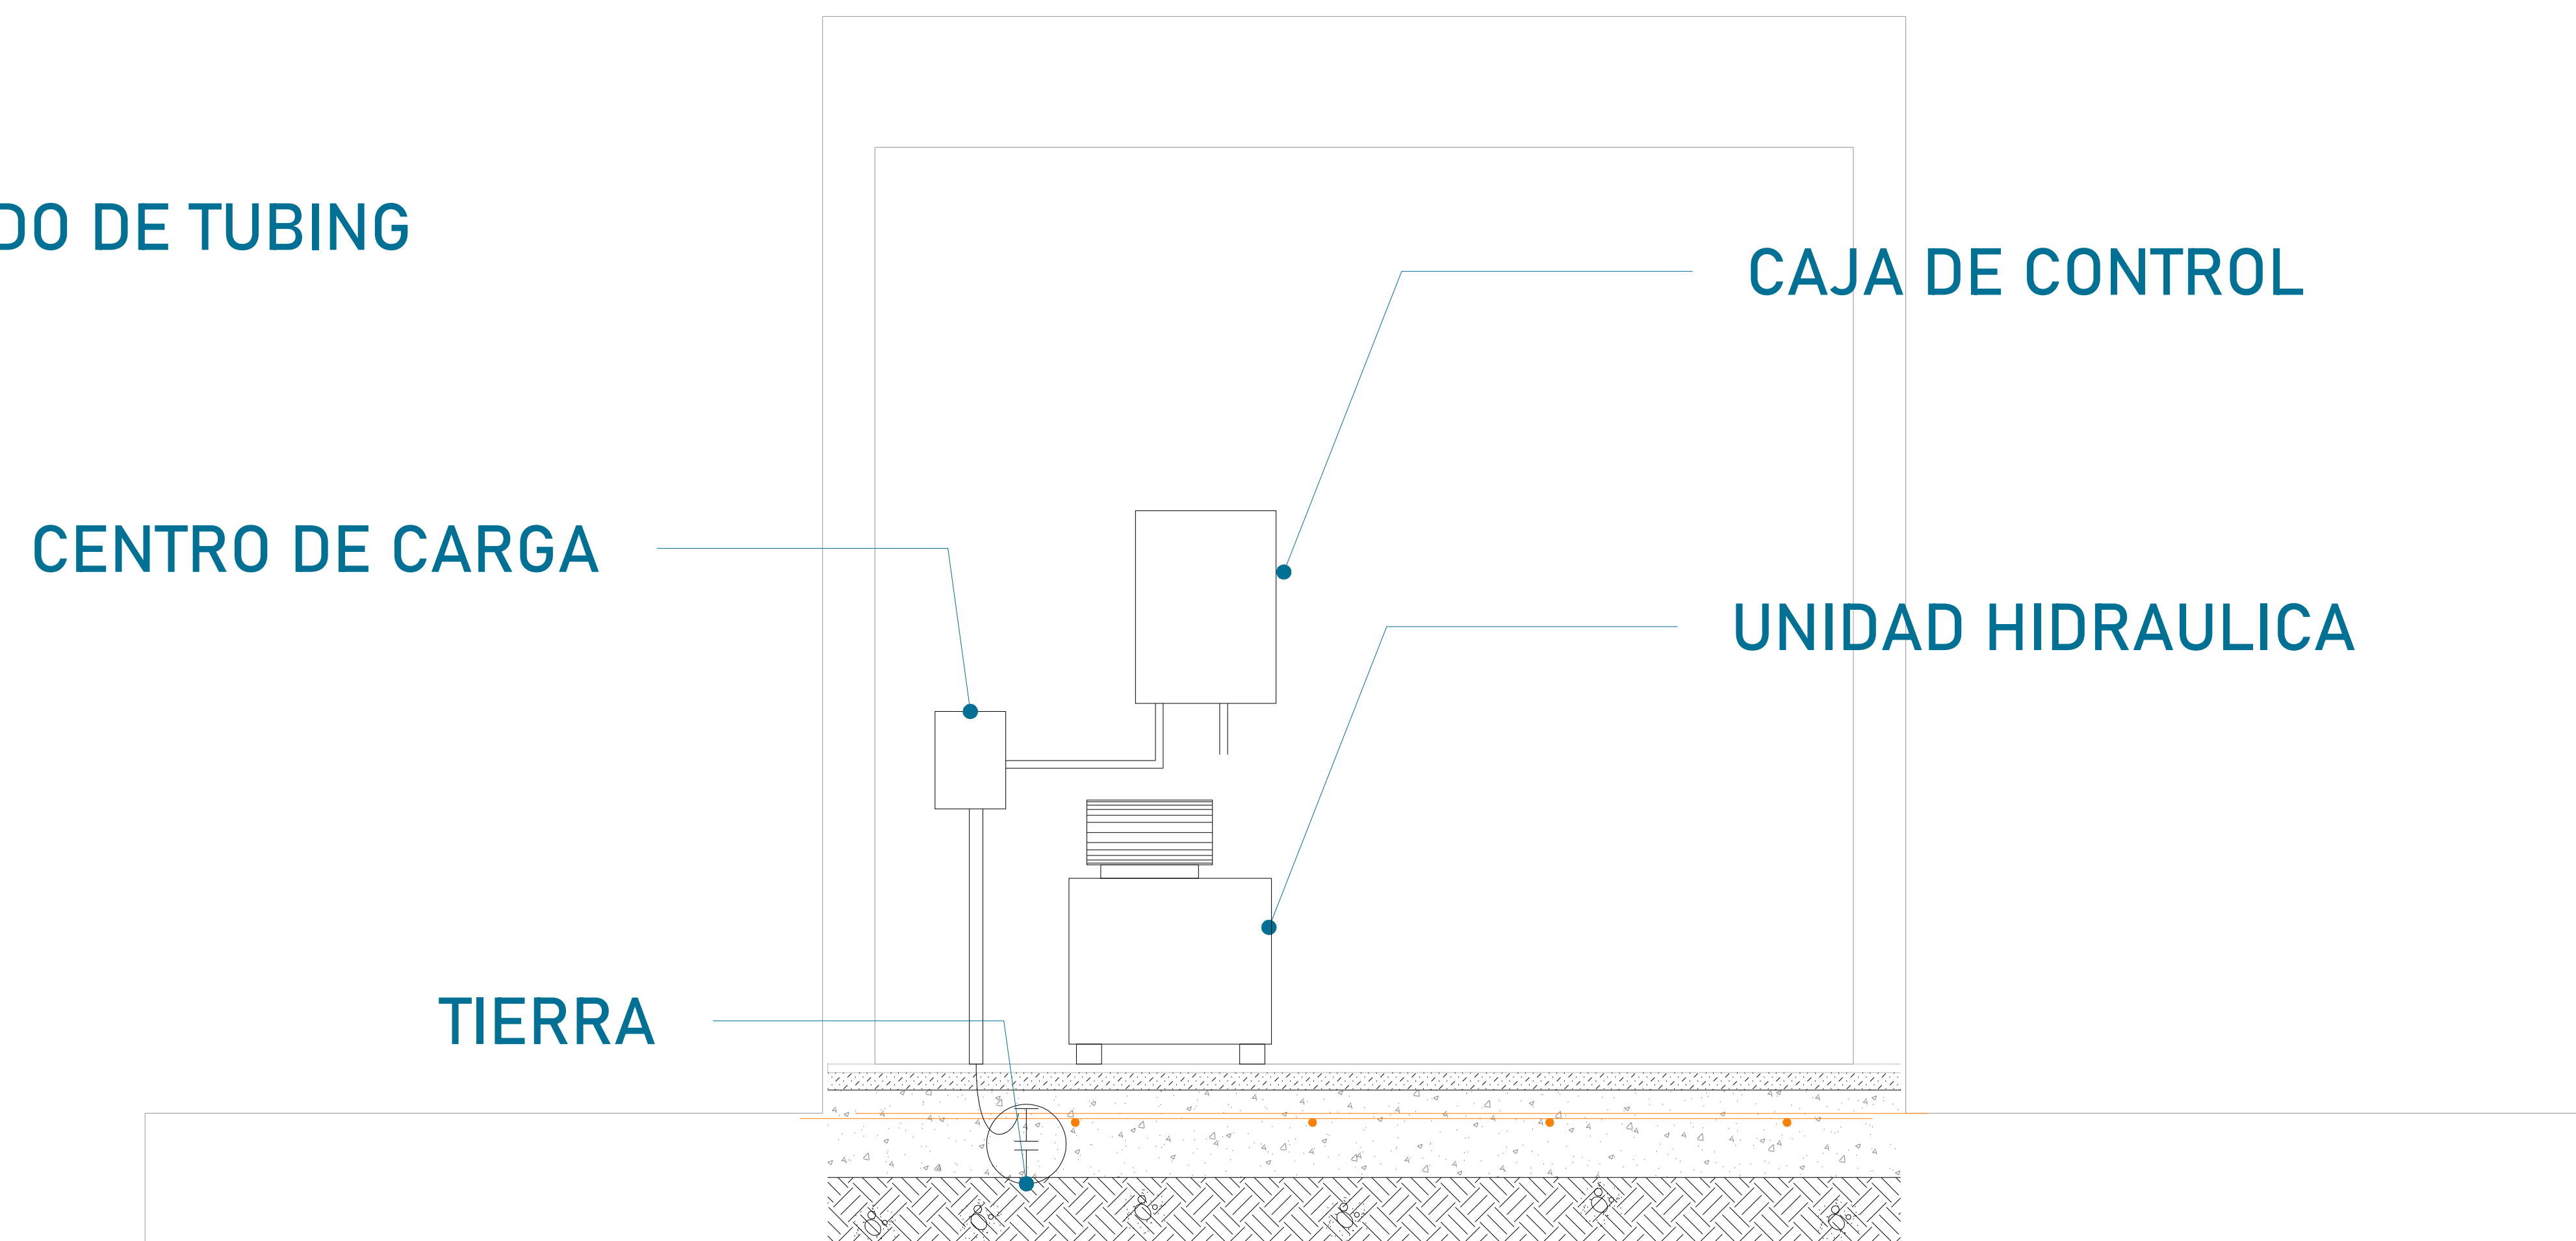 DO DE TUBING
CAJA DE CONTROL
CENTRO DE CARGA
UNIDAD HIDRAULICA
TIERRA